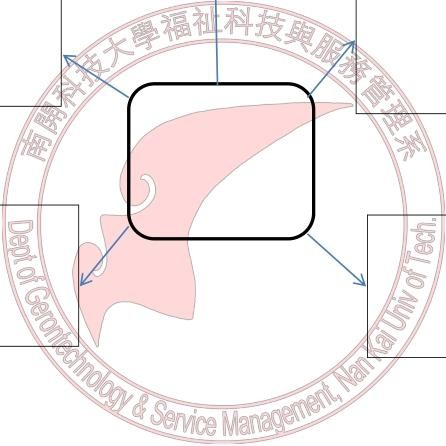 南開科技大學福祉科技與服務管理系
Dept of Gerontechnology & Service Management, Nan Kai Univ of Tech.